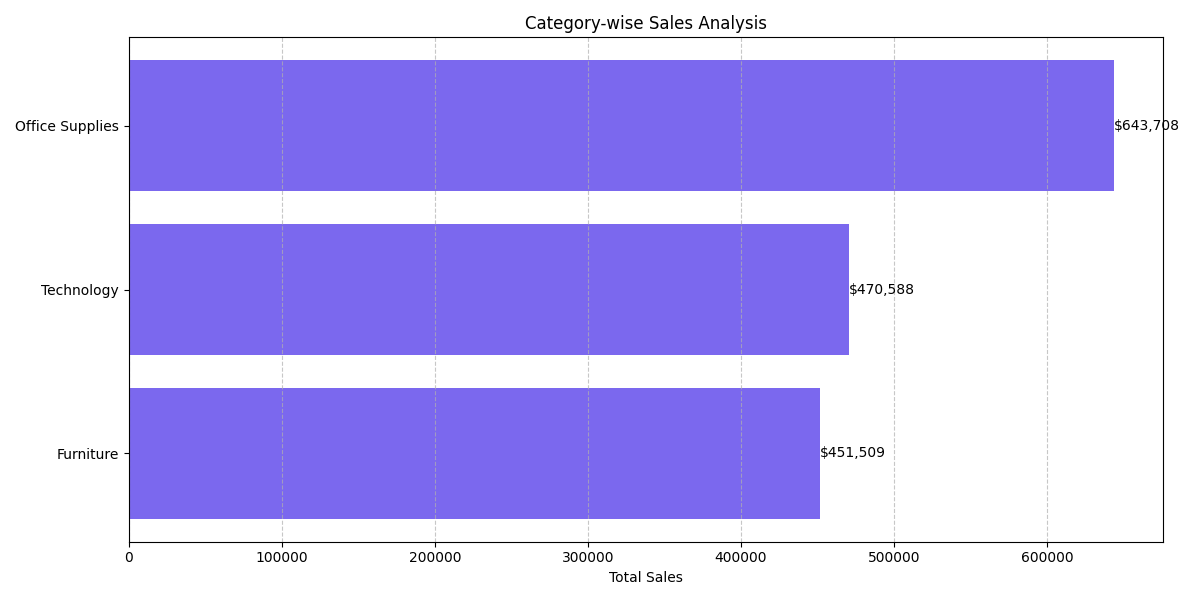 Category-wise Sales Analysis
Office Supplies
$643,708
Technology
$470,588
Furniture
$451,509
0 100000 200000 300000 400000 500000 600000
Total Sales